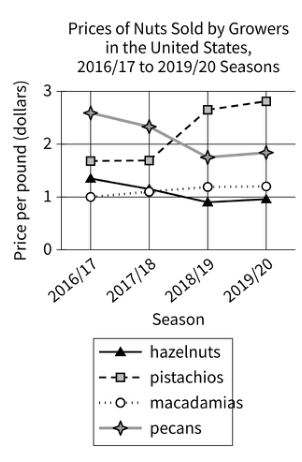 Prices of Nuts Sold by Growers
in the United States,
2016/17 to 2019/20 Seasons
Price per pound (dollars)
3
2
1
0
2016/17
2017/18
2018/19
2019/20
Season
hazelnuts
pistachios
macadamias
pecans